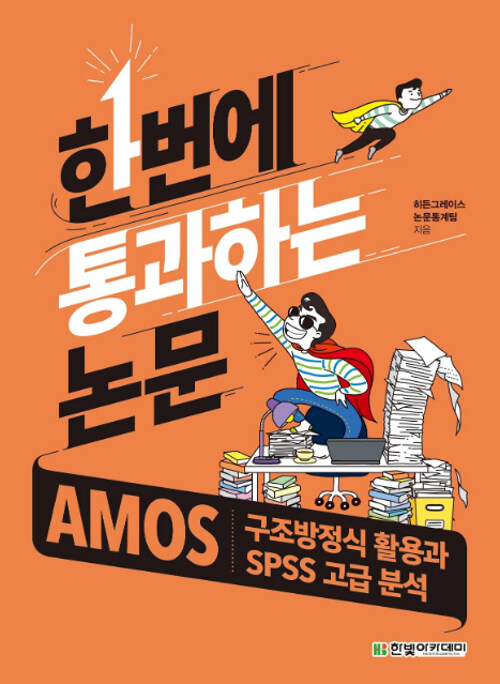 한번에
통과하는
논문
히든그레이스
논문통계팀
지음
AMOS
구조방정식 활용과
SPSS 고급 분석
HB 한빛아카데미